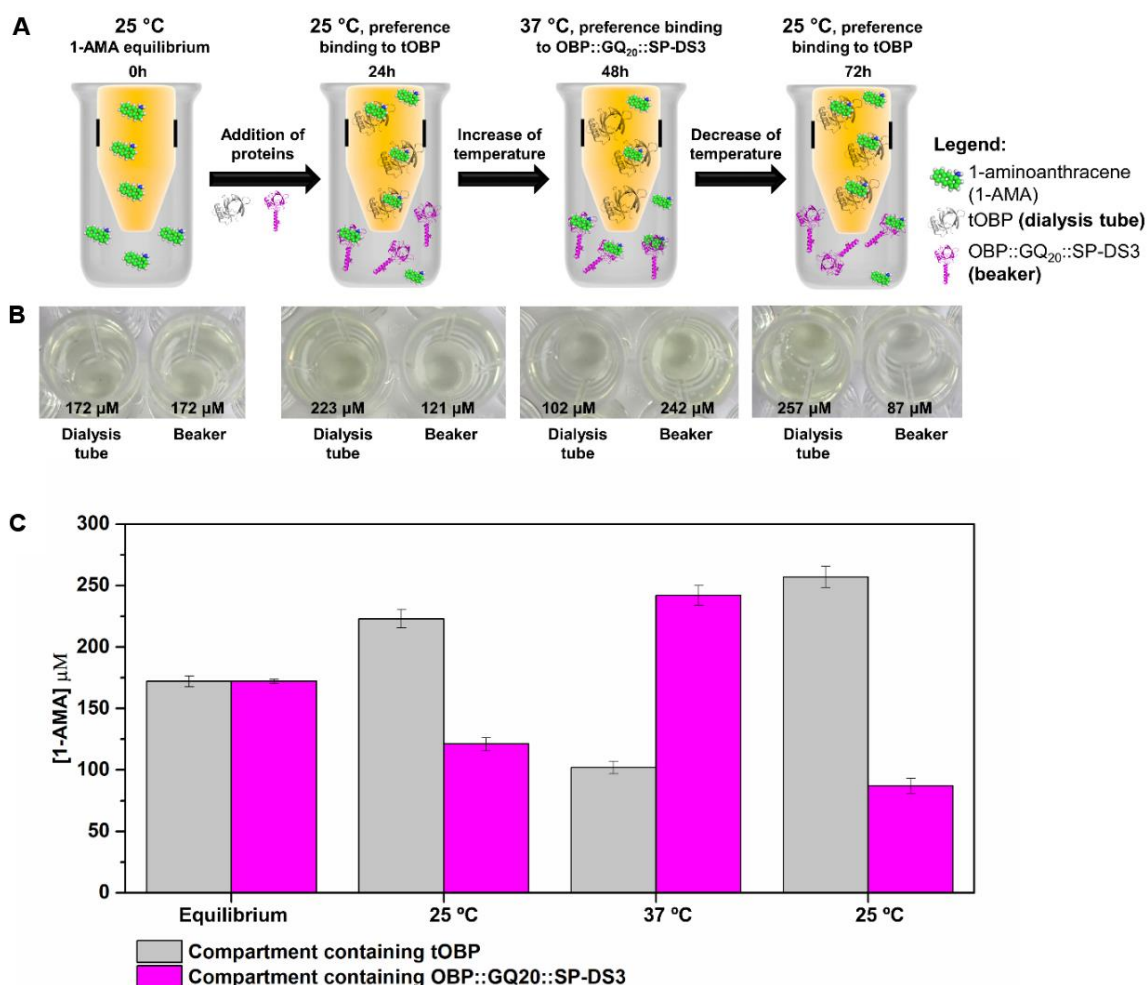 A
25 °C
1-AMA equilibrium
0h
25 °C, preference
binding to tOBP
24h
37 °C, preference binding
to OBP::GQ20::SP-DS3
48h
25 °C, preference
binding to tOBP
72h
Addition of
proteins
Increase of
temperature
Decrease of
temperature
Legend:
1-aminoanthracene
(1-AMA)
tOBP (dialysis tube)
OBP::GQ20::SP-DS3
(beaker)
B
172 µM 172 µM
Dialysis
tube
Beaker
223 µM 121 µM
Dialysis
tube
Beaker
102 µM 242 µM
Dialysis
tube
Beaker
257 µM 87 µM
Dialysis
tube
Beaker
C
[1-AMA] µM
300
250
200
150
100
50
0
Equilibrium 25 ºC 37 ºC 25 ºC
Compartment containing tOBP
Compartment containing OBP::GQ20::SP-DS3